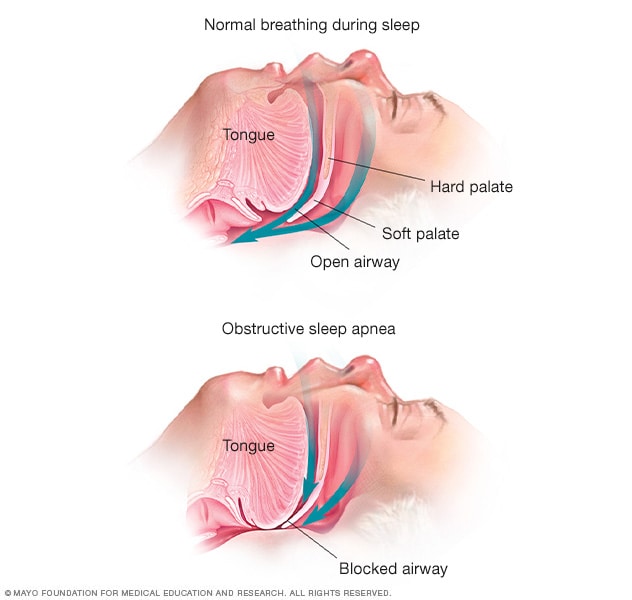 Normal breathing during sleep
Tongue
Hard palate
Soft palate
Open airway
Obstructive sleep apnea
Tongue
Blocked airway
© MAYO FOUNDATION FOR MEDICAL EDUCATION AND RESEARCH. ALL RIGHTS RESERVED.